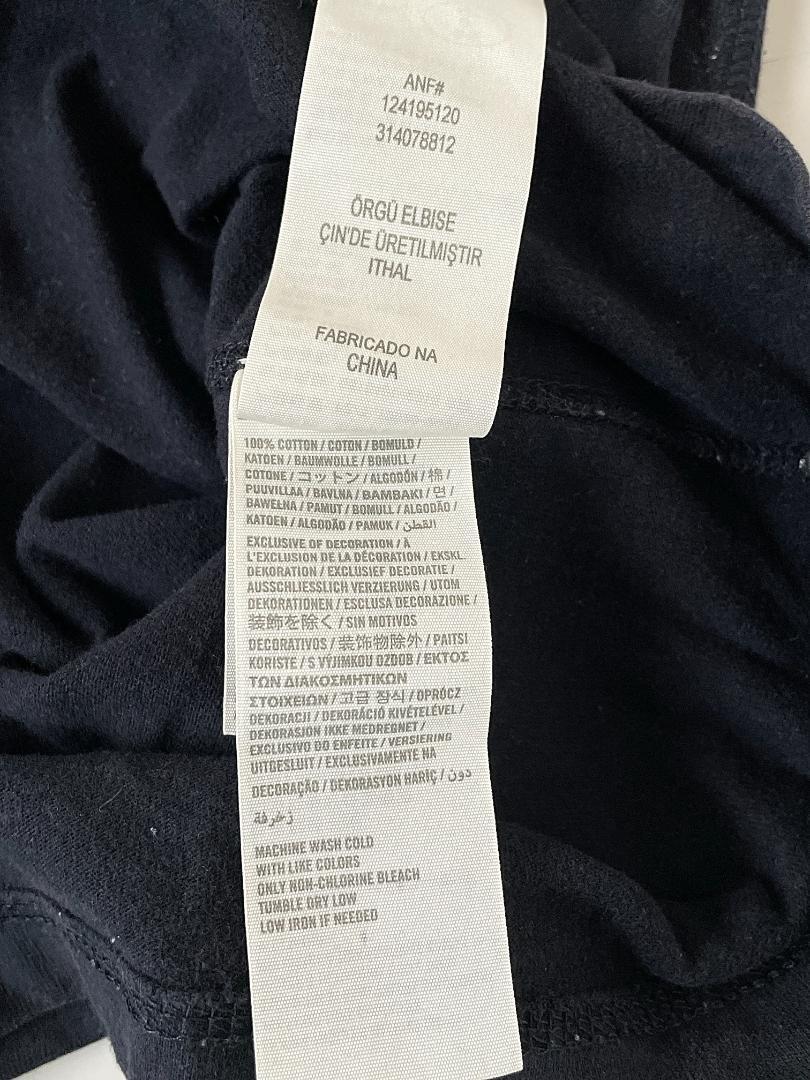 ANF#
124195120
314078812
ÖRGÜ ELBISE
ÇIN'DE ÜRETILMIŞTIR
ITHAL
FABRICADO NA
CHINA
100% COTTON / COTON / BOMULD /
KATOEN / BAUMWOLLE / BOMULL /
COTONE / コットン / ALGODÓN / 棉 /
PUUVILLAA / BAVLNA / BAMBAKI / 면 /
BAWEŁNA / PAMUT / BOMULL / ALGODÃO /
KATOEN / ALGODÃO / PAMUK / القطن
EXCLUSIVE OF DECORATION / À
L'EXCLUSION DE LA DÉCORATION / EKSKL.
DEKORATION / EXCLUSIEF DECORATIE /
AUSSCHLIESSLICH VERZIERUNG / UTOM
DEKORATIONEN / ESCLUSA DECORAZIONE /
装飾を除く / SIN MOTIVOS
DECORATIVOS / 装饰物除外 / PAITSI
KORISTE / S VÝJIMKOU OZDOB / ΕΚΤΟΣ
ΤΩΝ ΔΙΑΚΟΣΜΗΤΙΚΩΝ
ΣΤΟΙΧΕΙΩΝ / 고급 장식 / OPRÓCZ
DEKORACJI / DEKORÁCIÓ KIVÉTELÉVEL /
DEKORASJON IKKE MEDREGNET /
EXCLUSIVO DO ENFEITE / VERSIERING
UITGESLUIT / EXCLUSIVAMENTE NA
DECORAÇÃO / DEKORASYON HARİÇ / دون
زخرفة
MACHINE WASH COLD
WITH LIKE COLORS
ONLY NON-CHLORINE BLEACH
TUMBLE DRY LOW
LOW IRON IF NEEDED